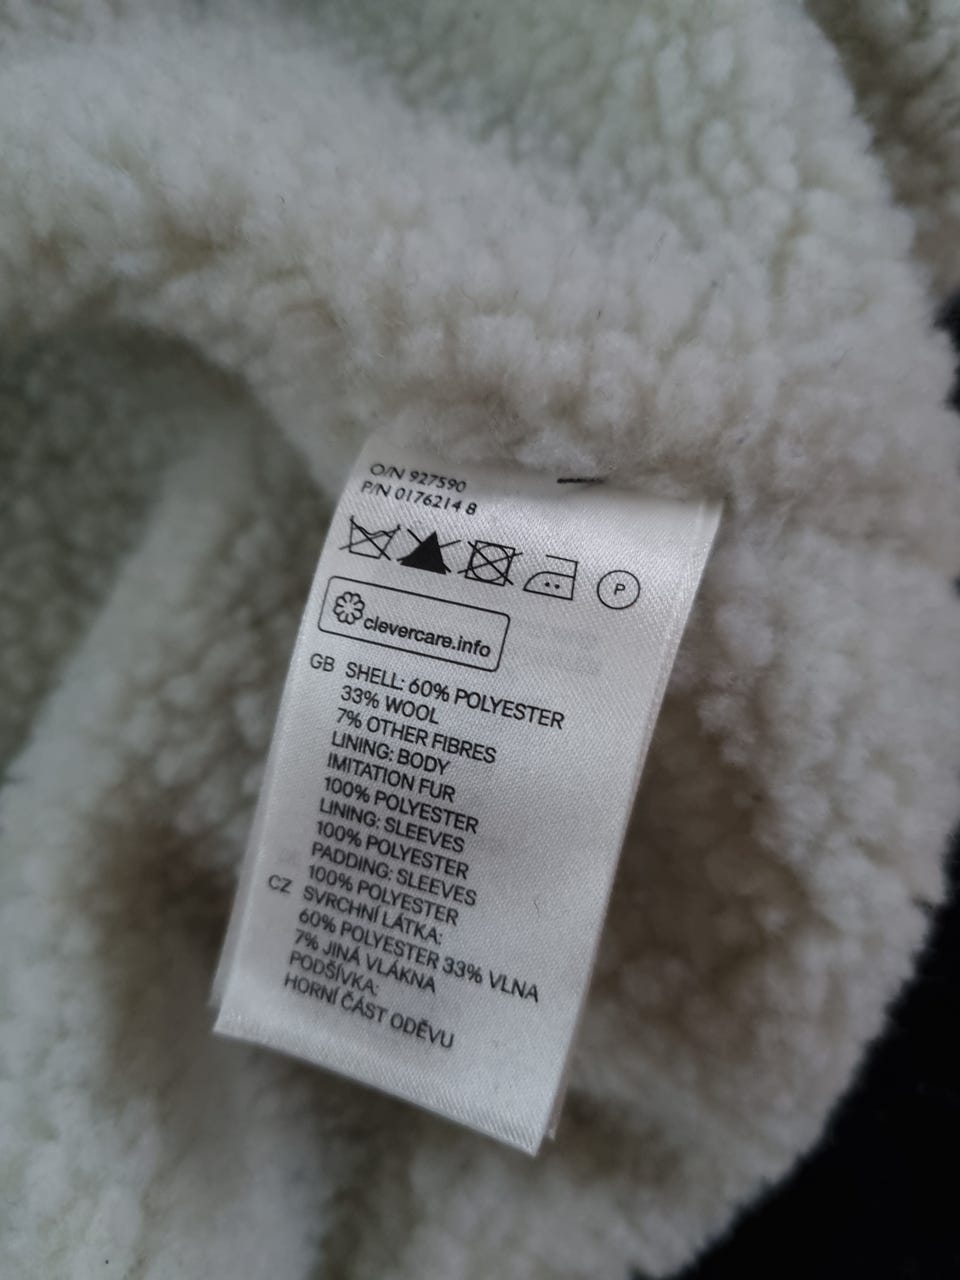 O/N 927590
P/N 0176214 8
P
clevercare.info
GB SHELL: 60% POLYESTER
33% WOOL
7% OTHER FIBRES
LINING: BODY
IMITATION FUR
100% POLYESTER
LINING: SLEEVES
100% POLYESTER
PADDING: SLEEVES
100% POLYESTER
CZ SVRCHNÍ LÁTKA:
60% POLYESTER 33% VLNA
7% JINÁ VLÁKNA
PODŠÍVKA:
HORNÍ ČÁST ODĚVU